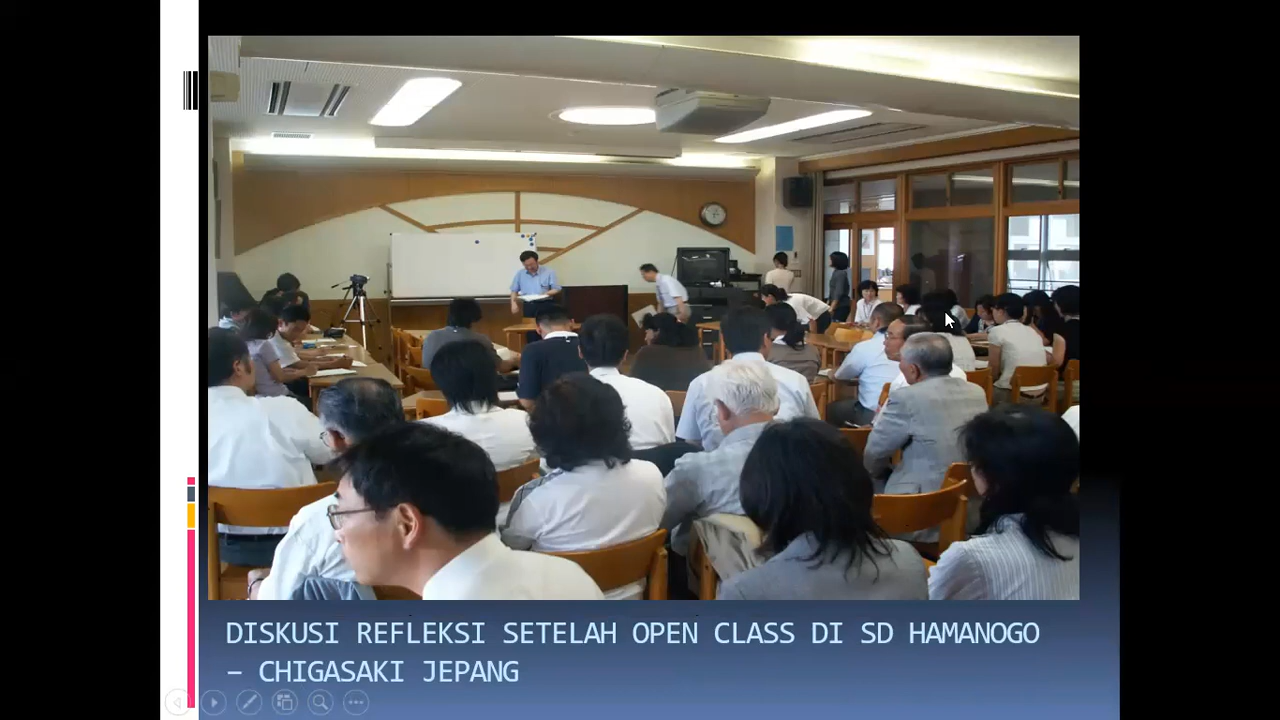 DISKUSI REFLEKSI SETELAH OPEN CLASS DI SD HAMANOGO
– CHIGASAKI JEPANG